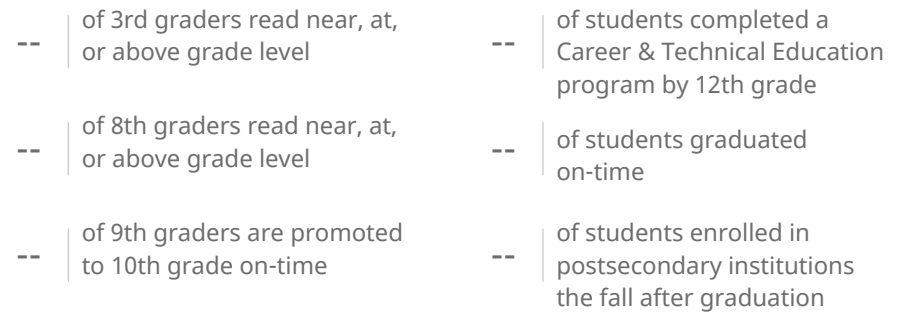 -- of 3rd graders read near, at,
or above grade level
-- of 8th graders read near, at,
or above grade level
-- of 9th graders are promoted
to 10th grade on-time
-- of students completed a
Career & Technical Education
program by 12th grade
-- of students graduated
on-time
-- of students enrolled in
postsecondary institutions
the fall after graduation